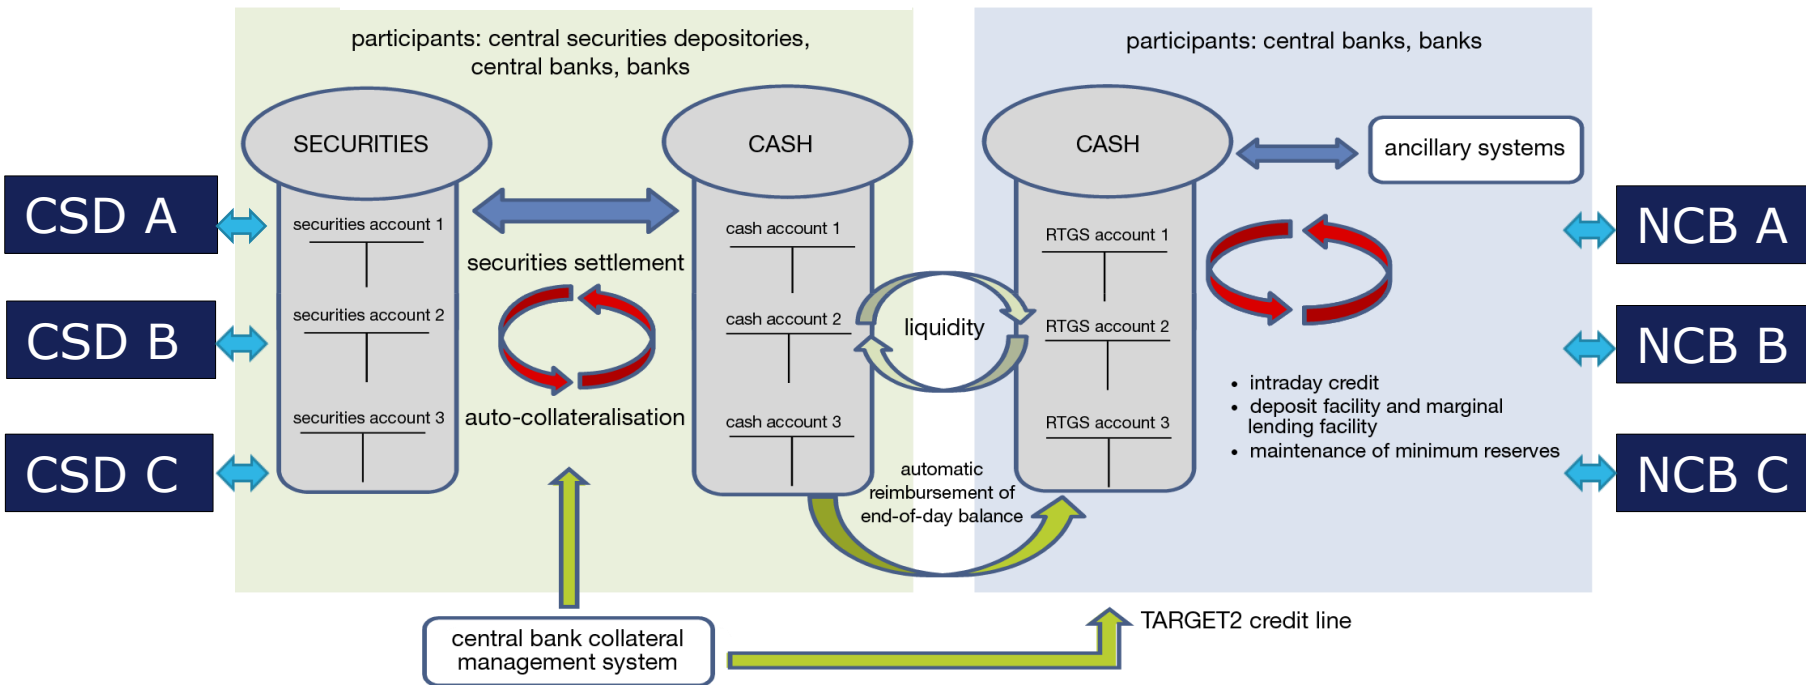 participants: central securities depositories,
central banks, banks
participants: central banks, banks
SECURITIES
CASH
CASH
ancillary systems
CSD A
CSD B
CSD C
securities account 1
securities account 2
securities account 3
securities settlement
auto-collateralisation
cash account 1
cash account 2
cash account 3
liquidity
automatic
reimbursement of
end-of-day balance
RTGS account 1
RTGS account 2
RTGS account 3
• intraday credit
• deposit facility and marginal
lending facility
• maintenance of minimum reserves
NCB A
NCB B
NCB C
central bank collateral
management system
TARGET2 credit line